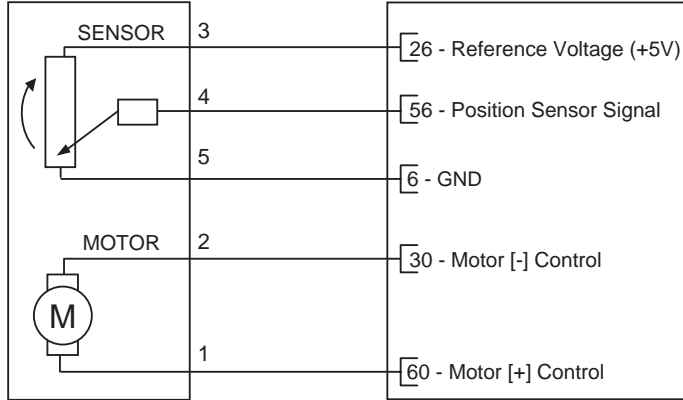 SENSOR 3
26 - Reference Voltage (+5V)
4
56 - Position Sensor Signal
5
6 - GND
MOTOR 2
30 - Motor [-] Control
M
1
60 - Motor [+] Control